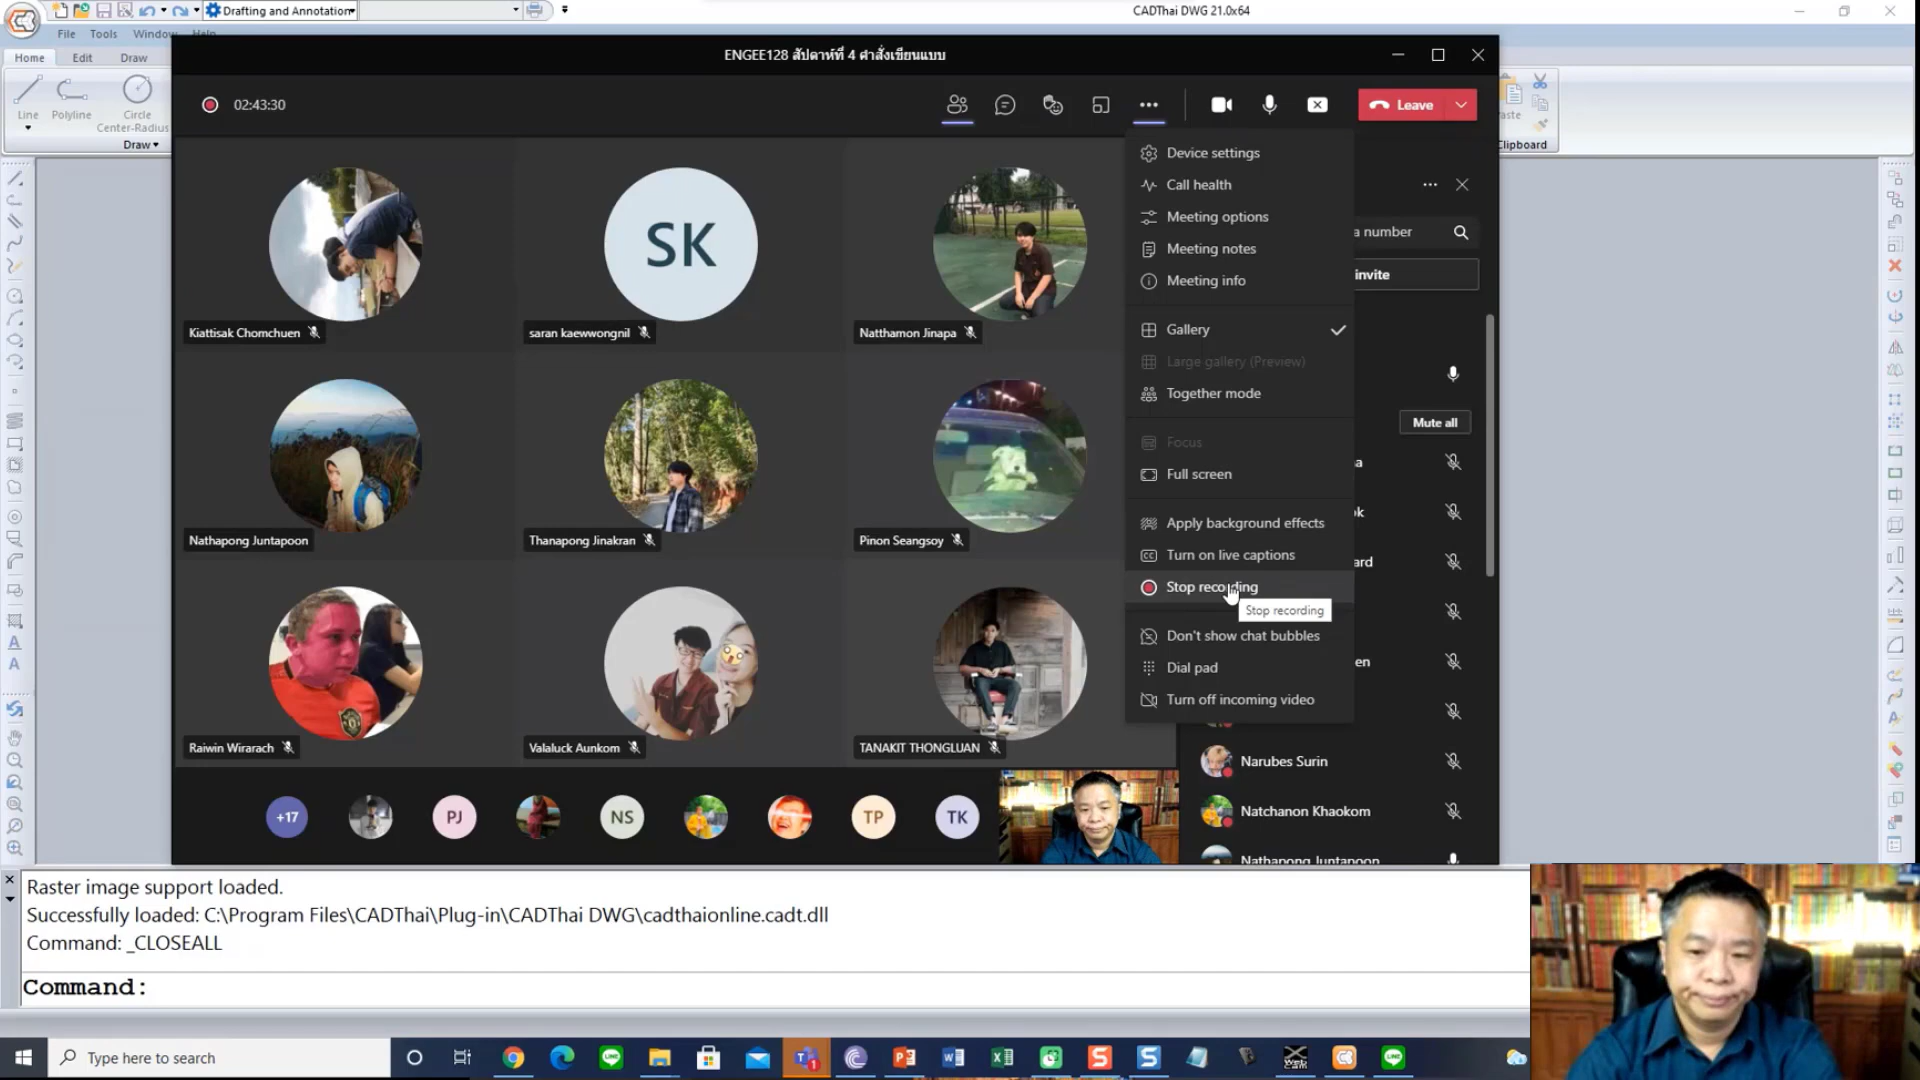 Drafting and Annotation
CADThai DWG 21.0x64
File Tools Window Help
Home Edit Draw
Line Polyline Circle
Center-Radius
Draw
Clipboard
ENGEE128 สัปดาห์ที่ 4 คำสั่งเขียนแบบ
02:43:30
Leave
Device settings
Call health
Meeting options
Meeting notes
Meeting info
Gallery
Large gallery (Preview)
Together mode
Focus
Full screen
Apply background effects
Turn on live captions
Stop recording
Stop recording
Don't show chat bubbles
Dial pad
Turn off incoming video
a number
invite
Mute all
SK
Kiattisak Chomchuen
saran kaewwongnil
Natthamon Jinapa
Nathapong Juntapoon
Thanapong Jinakran
Pinon Seangsoy
Raiwin Wirarach
Valaluck Aunkom
TANAKIT THONGLUAN
Narubes Surin
Natchanon Khaokom
Nathapong Juntapoon
+17
PJ
NS
TP
TK
Raster image support loaded.
Successfully loaded: C:\Program Files\CADThai\Plug-in\CADThai DWG\cadthaionline.cadt.dll
Command: _CLOSEALL
Command:
Type here to search